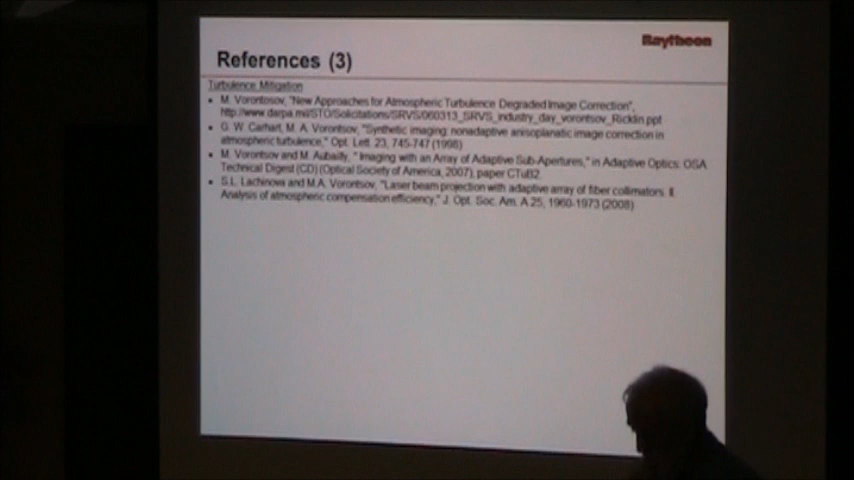 Raytheon
References (3)
Turbulence Mitigation
• M. Vorontosov, "New Approaches for Atmospheric Turbulence Degraded Image Correction",
http://www.darpa.mil/STO/Solicitations/SRVS/060313_SRVS_industry_day_vorontsov_Ricklin.ppt
• G. W. Carhart, M. A. Vorontsov, "Synthetic imaging: nonadaptive anisoplanatic image correction in
atmospheric turbulence," Opt. Lett. 23, 745-747 (1998)
• M. Vorontsov and M. Aubailly, " Imaging with an Array of Adaptive Sub-Apertures," in Adaptive Optics: OSA
Technical Digest (CD) (Optical Society of America, 2007), paper CTuB2.
• S.L. Lachinova and M.A. Vorontsov, "Laser beam projection with adaptive array of fiber collimators. II.
Analysis of atmospheric compensation efficiency," J. Opt. Soc. Am. A 25, 1960-1973 (2008)